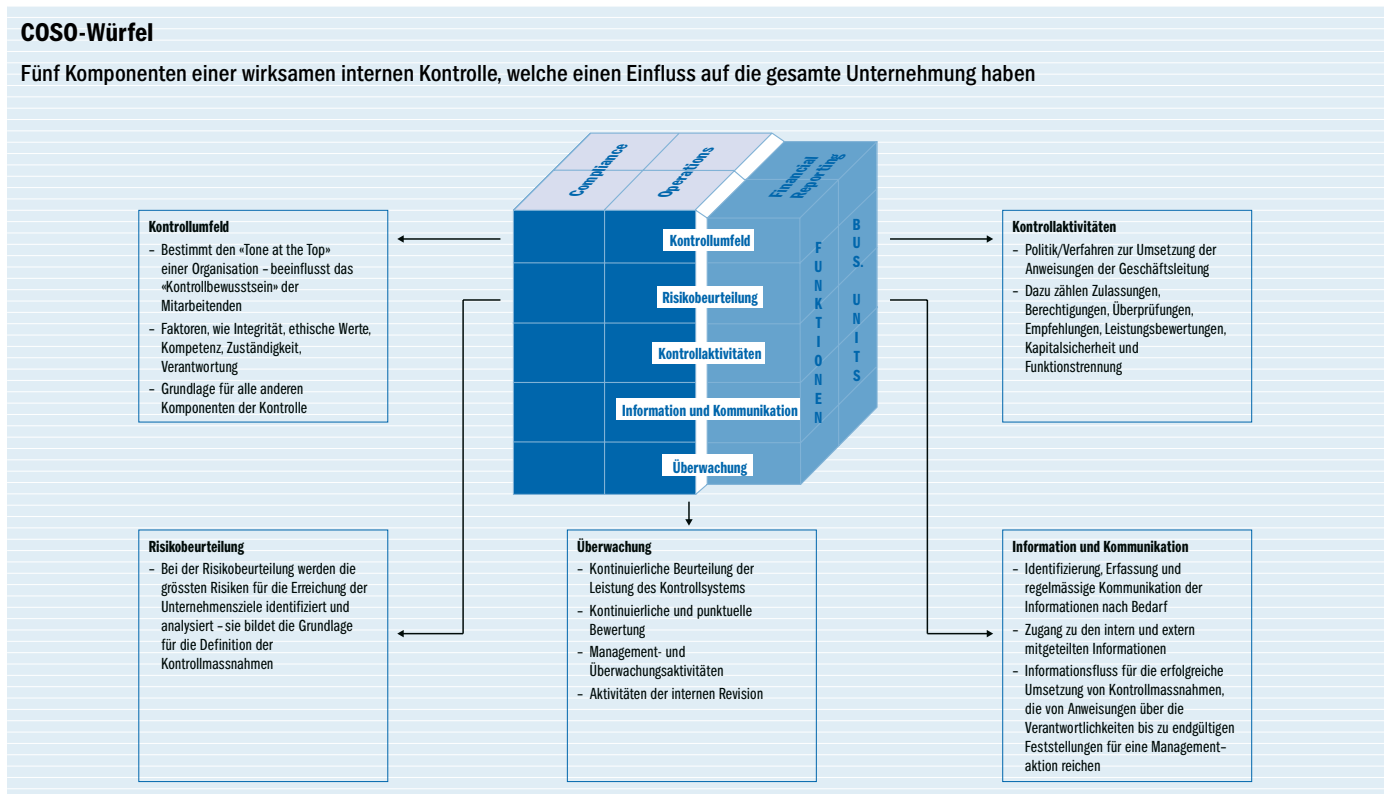 COSO-Würfel
Fünf Komponenten einer wirksamen internen Kontrolle, welche einen Einfluss auf die gesamte Unternehmung haben
Compliance
Operations
Financial
Reporting
Kontrollumfeld
Risikobeurteilung
Kontrollaktivitäten
Information und Kommunikation
Überwachung
FUNKTIONEN
BUS. UNITS
Kontrollumfeld
– Bestimmt den «Tone at the Top»
einer Organisation – beeinflusst das
«Kontrollbewusstsein» der
Mitarbeitenden
– Faktoren, wie Integrität, ethische Werte,
Kompetenz, Zuständigkeit,
Verantwortung
– Grundlage für alle anderen
Komponenten der Kontrolle
Kontrollaktivitäten
– Politik/Verfahren zur Umsetzung der
Anweisungen der Geschäftsleitung
– Dazu zählen Zulassungen,
Berechtigungen, Überprüfungen,
Empfehlungen, Leistungsbewertungen,
Kapitalsicherheit und
Funktionstrennung
Risikobeurteilung
– Bei der Risikobeurteilung werden die
grössten Risiken für die Erreichung der
Unternehmensziele identifiziert und
analysiert – sie bildet die Grundlage
für die Definition der
Kontrollmassnahmen
Überwachung
– Kontinuierliche Beurteilung der
Leistung des Kontrollsystems
– Kontinuierliche und punktuelle
Bewertung
– Management- und
Überwachungsaktivitäten
– Aktivitäten der internen Revision
Information und Kommunikation
– Identifizierung, Erfassung und
regelmässige Kommunikation der
Informationen nach Bedarf
– Zugang zu den intern und extern
mitgeteilten Informationen
– Informationsfluss für die erfolgreiche
Umsetzung von Kontrollmassnahmen,
die von Anweisungen über die
Verantwortlichkeiten bis zu endgültigen
Feststellungen für eine Management-
aktion reichen